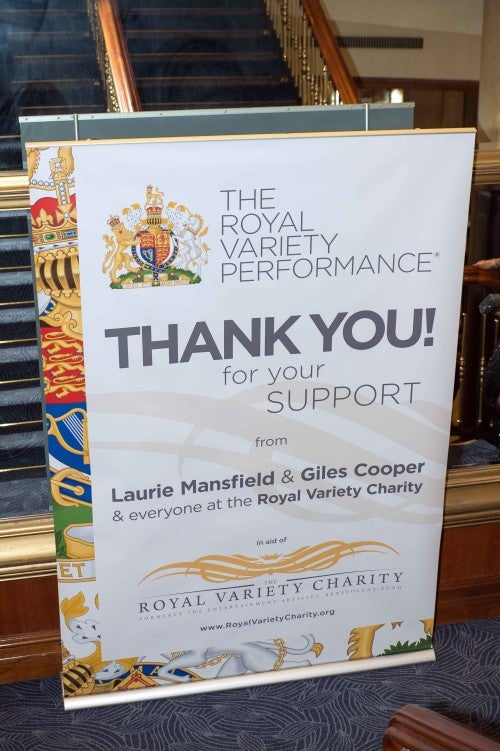 THE
ROYAL
VARIETY
PERFORMANCE®
THANK YOU!
for your
SUPPORT
from
Laurie Mansfield & Giles Cooper
& everyone at the Royal Variety Charity
in aid of
THE
ROYAL VARIETY CHARITY
FORMERLY THE ENTERTAINMENT ARTISTES' BENEVOLENT FUND
www.RoyalVarietyCharity.org
ET